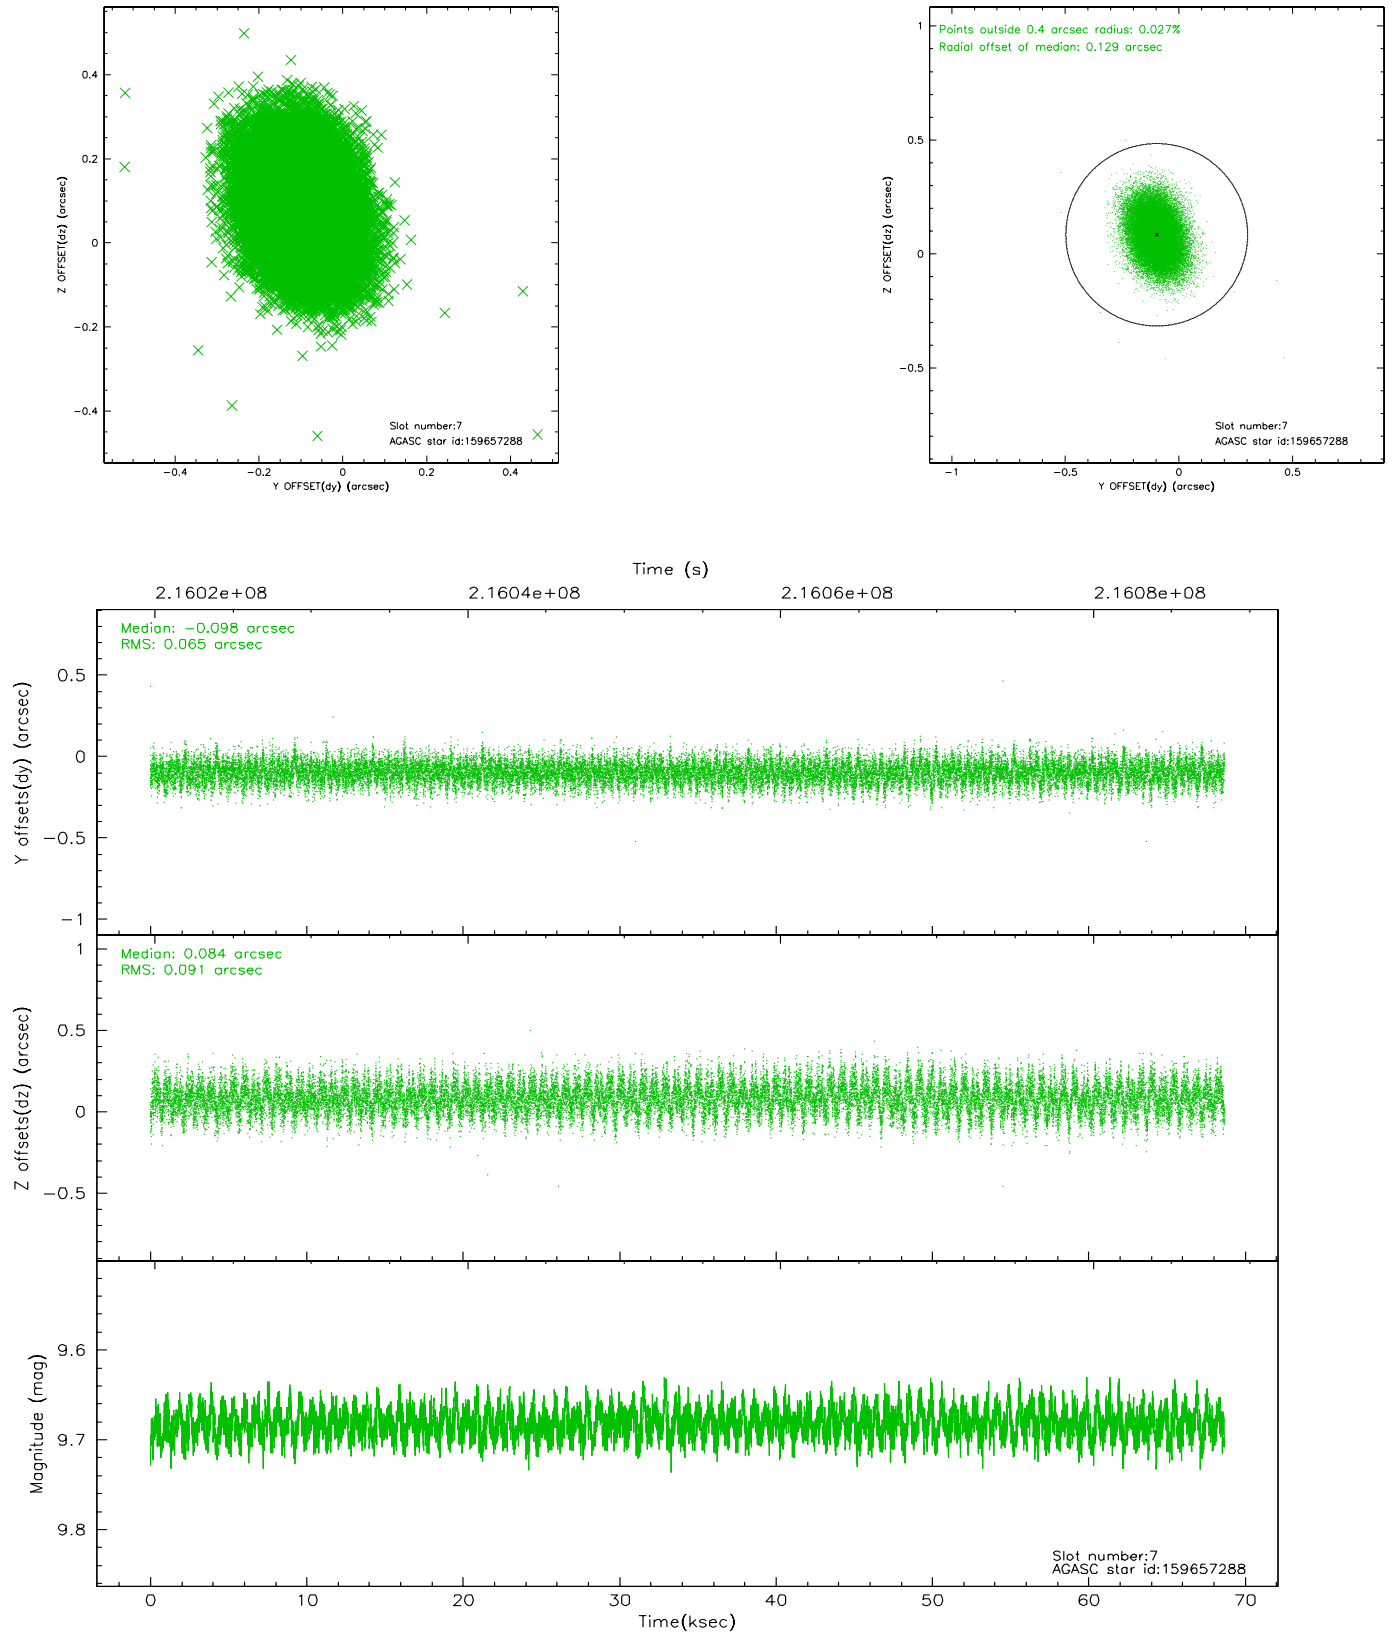 0.4
0.2
0
−0.2
−0.4
Z OFFSET(dz) (arcsec)
Slot number:7
AGASC star id:159657288
−0.4 −0.2 0 0.2 0.4
Y OFFSET(dy) (arcsec)
Points outside 0.4 arcsec radius: 0.027%
Radial offset of median: 0.129 arcsec
1
0.5
0
−0.5
Z OFFSET(dz) (arcsec)
Slot number:7
AGASC star id:159657288
−1 −0.5 0 0.5
Y OFFSET(dy) (arcsec)
Time (s)
2.1602e+08 2.1604e+08 2.1606e+08 2.1608e+08
Median: −0.098 arcsec
RMS: 0.065 arcsec
0.5
0
−0.5
−1
Y offsets(dy) (arcsec)
Median: 0.084 arcsec
RMS: 0.091 arcsec
1
0.5
0
−0.5
Z offsets(dz) (arcsec)
9.6
9.7
9.8
Magnitude (mag)
Slot number:7
AGASC star id:159657288
0 10 20 30 40 50 60 70
Time(ksec)